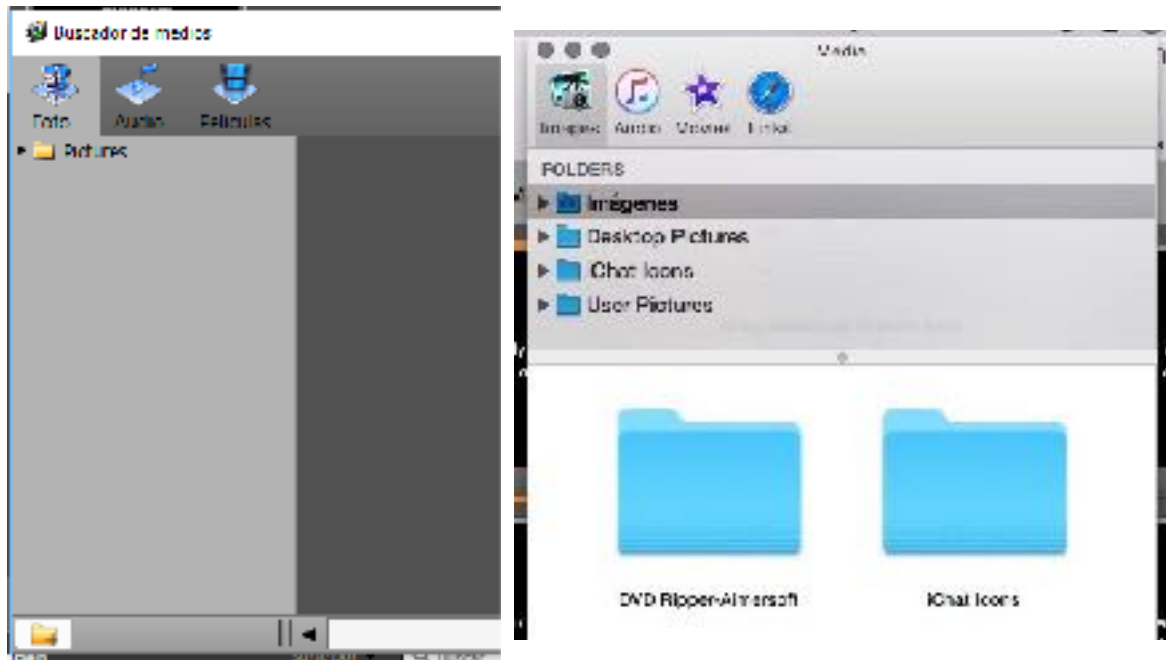 Buscador de medios
Foto Audio Películas
Pictures
Media
Images Audio Movies Links
FOLDERS
Imágenes
Desktop Pictures
iChat Icons
User Pictures
DVD Ripper-Aimersoft iChat Icons